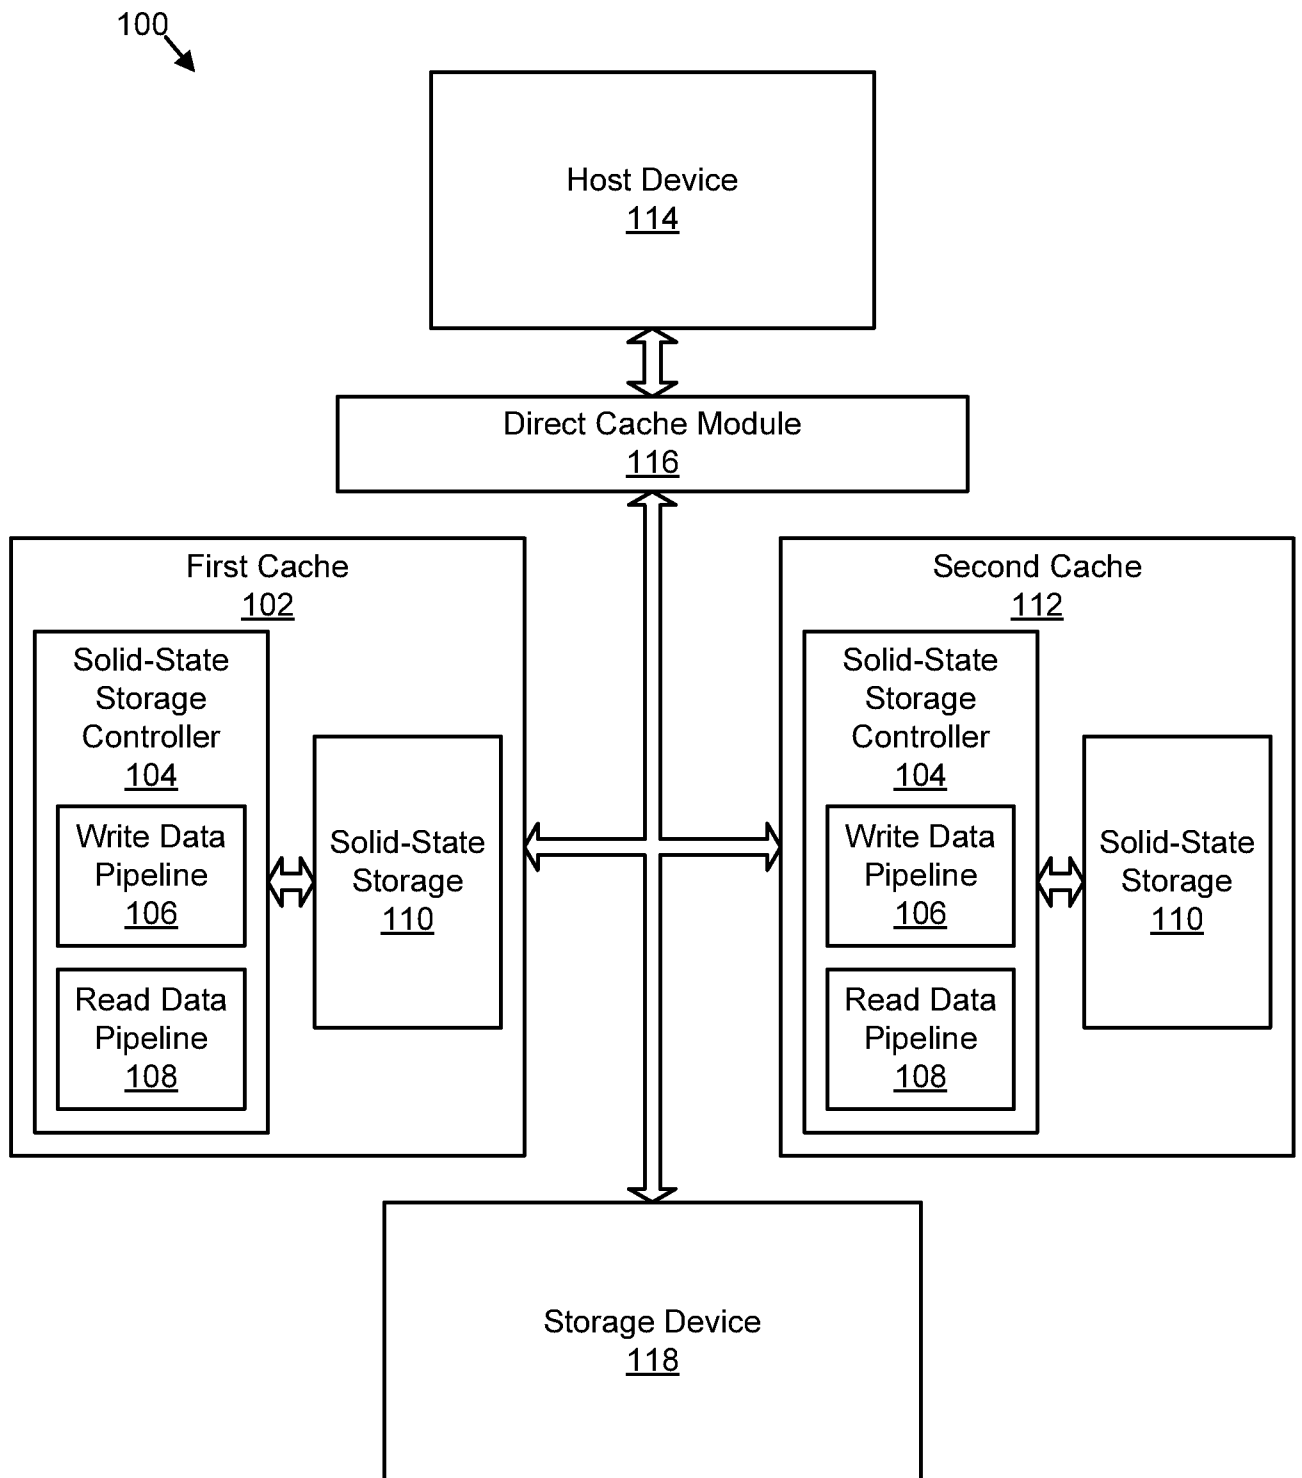 100
Host Device
114
Direct Cache Module
116
First Cache
102
Solid-State
Storage
Controller
104
Write Data
Pipeline
106
Read Data
Pipeline
108
Solid-State
Storage
110
Second Cache
112
Solid-State
Storage
Controller
104
Write Data
Pipeline
106
Read Data
Pipeline
108
Solid-State
Storage
110
Storage Device
118